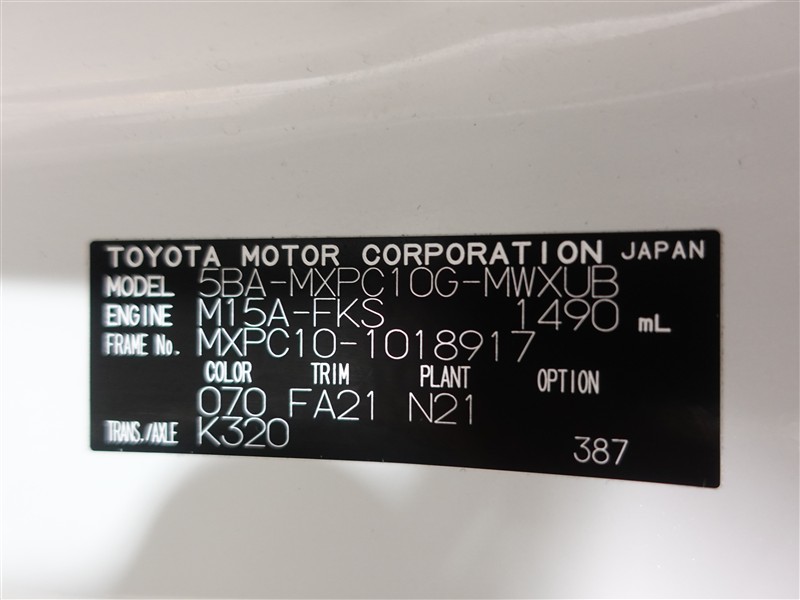 TOYOTA MOTOR CORPORATION JAPAN
MODEL 5BA-MXPC10G-MWXUB
ENGINE M15A-FKS 1490 mL
FRAME No. MXPC10-1018917
COLOR TRIM PLANT OPTION
070 FA21 N21
TRANS./AXLE K320
387